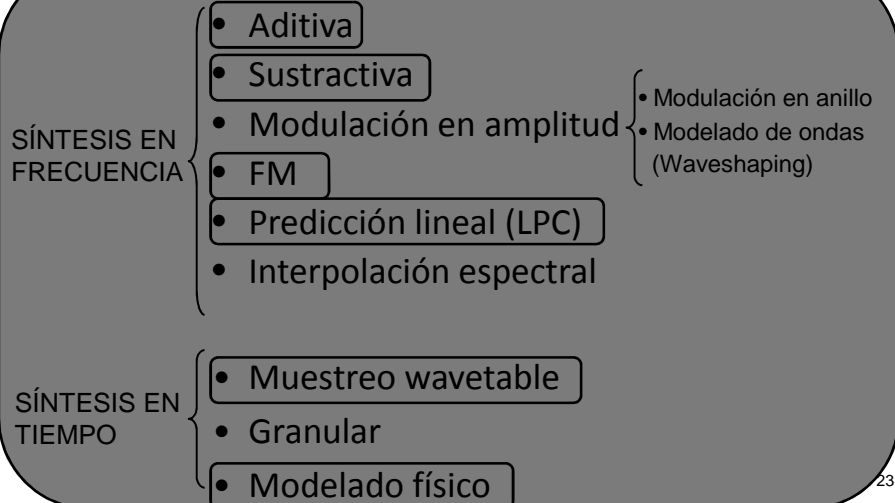 SÍNTESIS EN
FRECUENCIA
• Aditiva
• Sustractiva
• Modulación en amplitud
• Modulación en anillo
• Modelado de ondas
(Waveshaping)
• FM
• Predicción lineal (LPC)
• Interpolación espectral
SÍNTESIS EN
TIEMPO
• Muestreo wavetable
• Granular
• Modelado físico
23